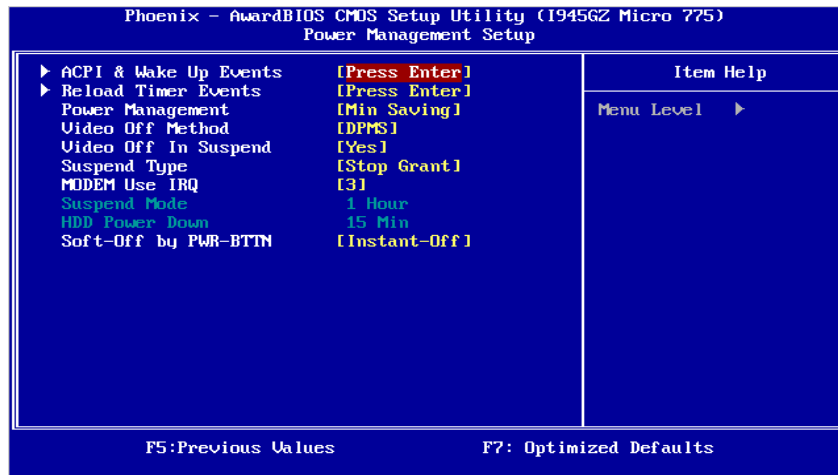 Phoenix - AwardBIOS CMOS Setup Utility (I945GZ Micro 775)
Power Management Setup
ACPI & Wake Up Events [Press Enter]
Reload Timer Events [Press Enter]
Power Management [Min Saving]
Video Off Method [DPMS]
Video Off In Suspend [Yes]
Suspend Type [Stop Grant]
MODEM Use IRQ [3]
Suspend Mode 1 Hour
HDD Power Down 15 Min
Soft-Off by PWR-BTTN [Instant-Off]
Item Help
Menu Level
F5:Previous Values F7: Optimized Defaults